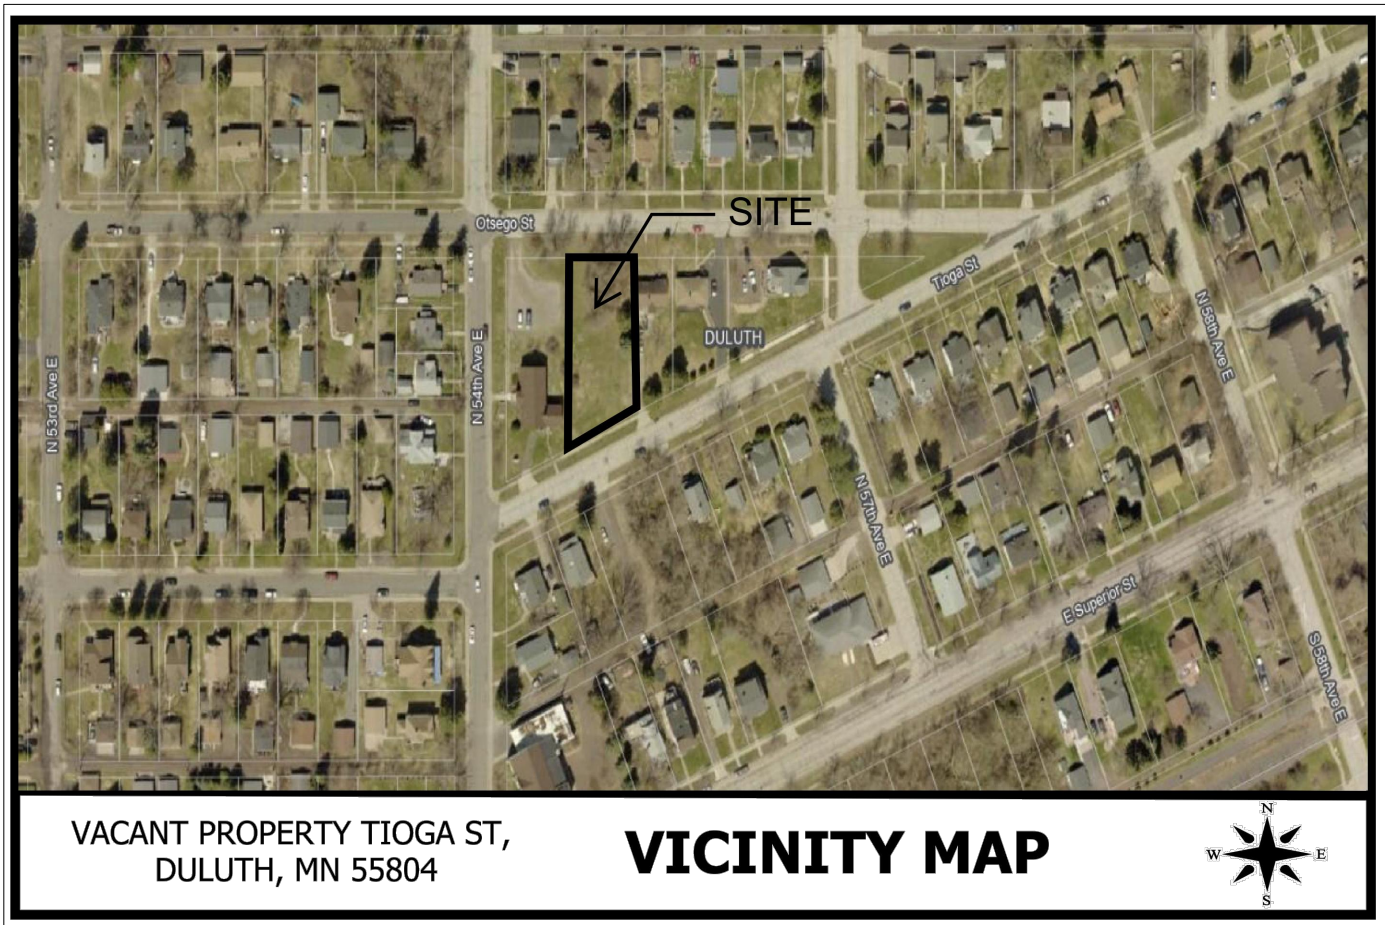 Otsego St
SITE
Tioga St
DULUTH
N 53rd Ave E
N 54th Ave E
N 58th Ave E
N 57th Ave E
E Superior St
S 58th Ave E
VACANT PROPERTY TIOGA ST,
DULUTH, MN 55804
VICINITY MAP
N
W
E
S